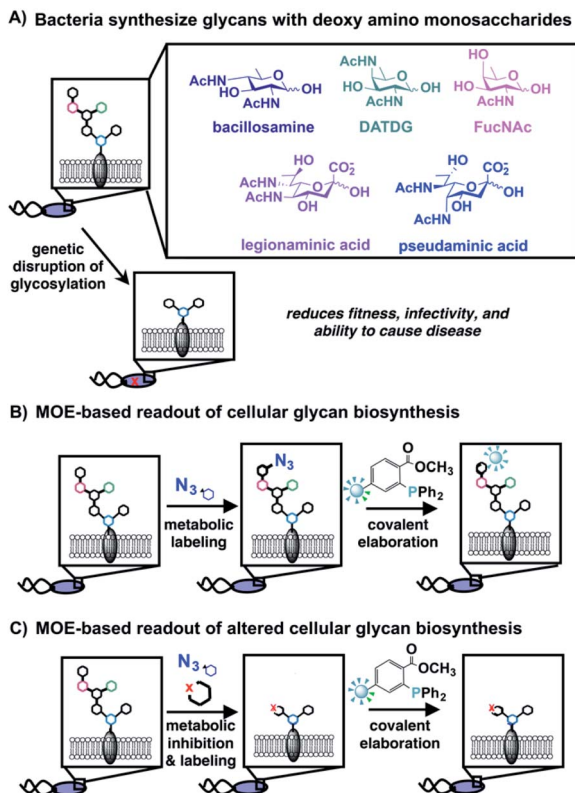 A) Bacteria synthesize glycans with deoxy amino monosaccharides
AcHN
HO
AcHN
OH
bacillosamine
AcHN
HO
AcHN
OH
DATDG
HO
HO
AcHN
OH
FucNAc
HO
CO₂⁻
AcHN
AcHN
OH
OH
legionaminic acid
OH
CO₂⁻
AcHN
OH
OH
AcHN
pseudaminic acid
genetic
disruption of
glycosylation
X
reduces fitness, infectivity, and
ability to cause disease
B) MOE-based readout of cellular glycan biosynthesis
N3
metabolic
labeling
N3
O
OCH3
PPh2
covalent
elaboration
C) MOE-based readout of altered cellular glycan biosynthesis
N3
X
metabolic
inhibition
& labeling
X
O
OCH3
PPh2
covalent
elaboration
X